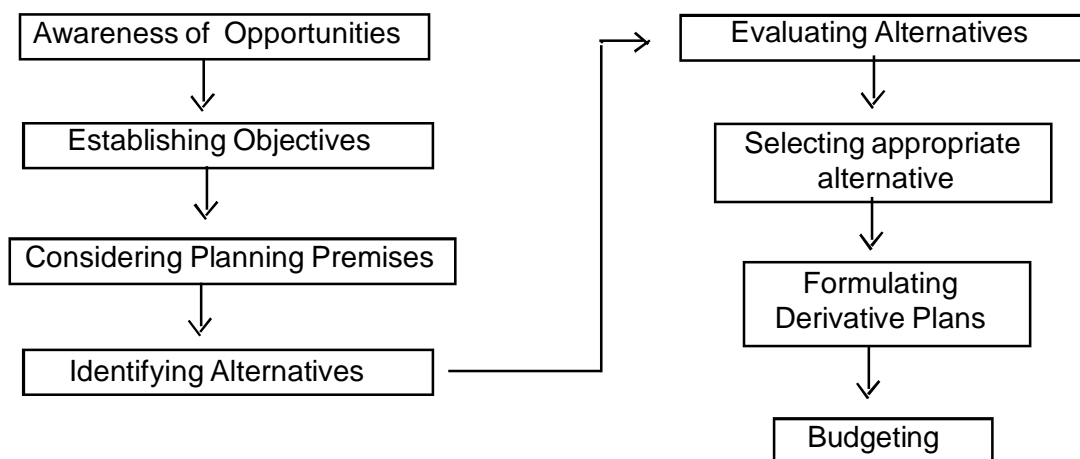 Awareness of Opportunities
Establishing Objectives
Considering Planning Premises
Identifying Alternatives
Evaluating Alternatives
Selecting appropriate
alternative
Formulating
Derivative Plans
Budgeting